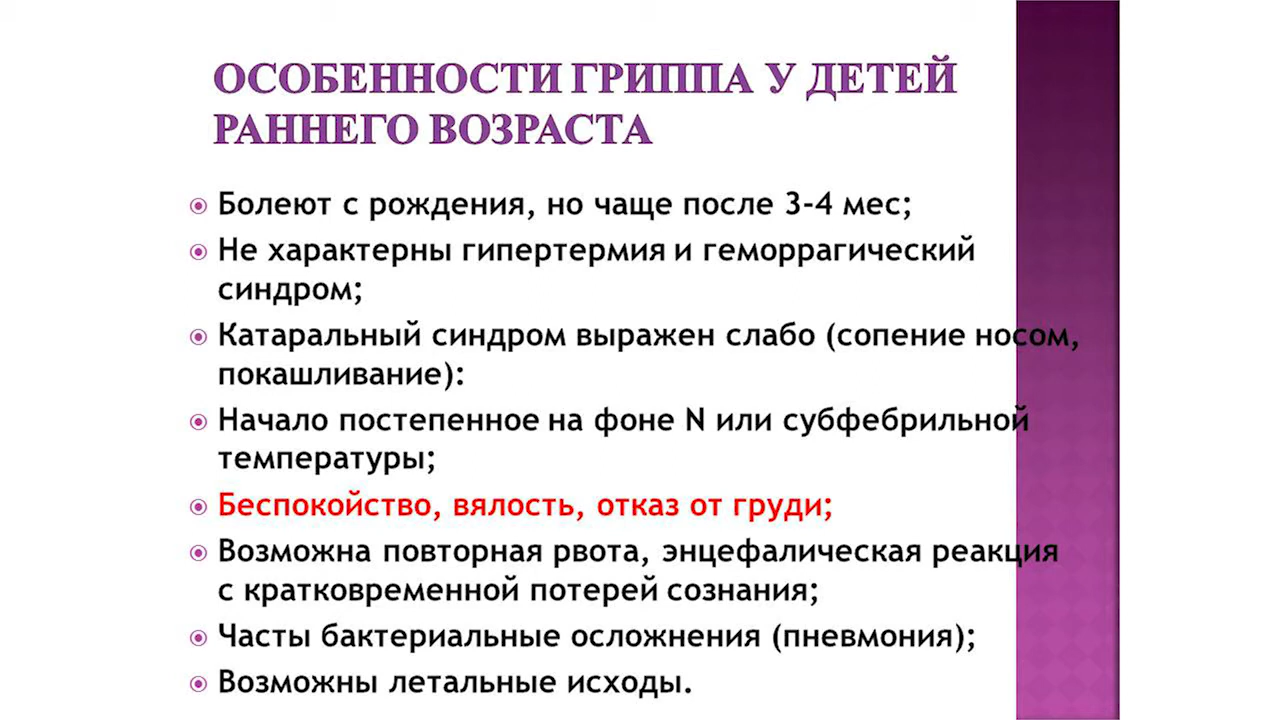 ОСОБЕННОСТИ ГРИППА У ДЕТЕЙ
РАННЕГО ВОЗРАСТА
Болеют с рождения, но чаще после 3-4 мес;
Не характерны гипертермия и геморрагический
синдром;
Катаральный синдром выражен слабо (сопение носом,
покашливание):
Начало постепенное на фоне N или субфебрильной
температуры;
Беспокойство, вялость, отказ от груди;
Возможна повторная рвота, энцефалическая реакция
с кратковременной потерей сознания;
Часты бактериальные осложнения (пневмония);
Возможны летальные исходы.